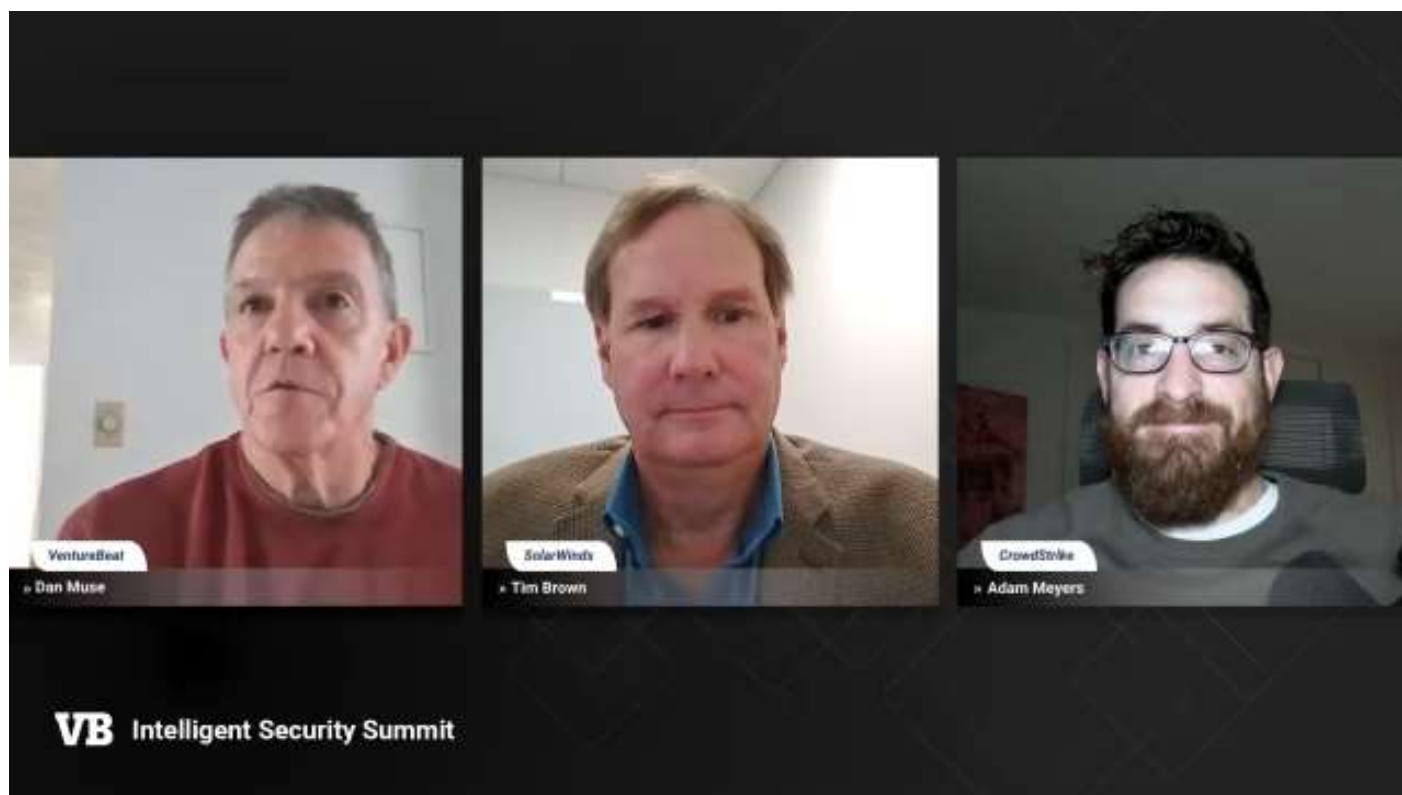 VentureBeat
» Dan Muse
SolarWinds
» Tim Brown
CrowdStrike
» Adam Meyers
VB Intelligent Security Summit